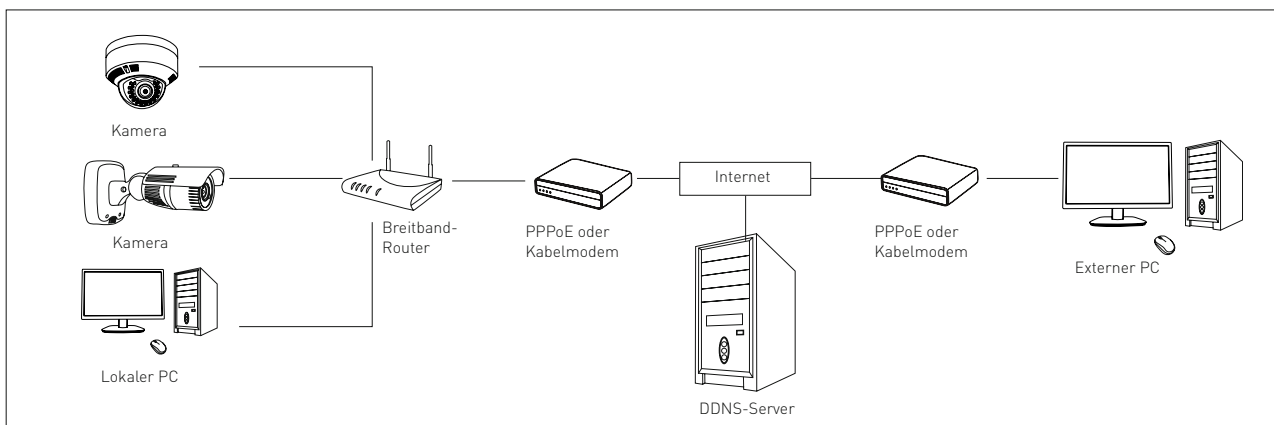 Kamera
Kamera
Lokaler PC
Breitband-
Router
PPPoE oder
Kabelmodem
Internet
DDNS-Server
PPPoE oder
Kabelmodem
Externer PC